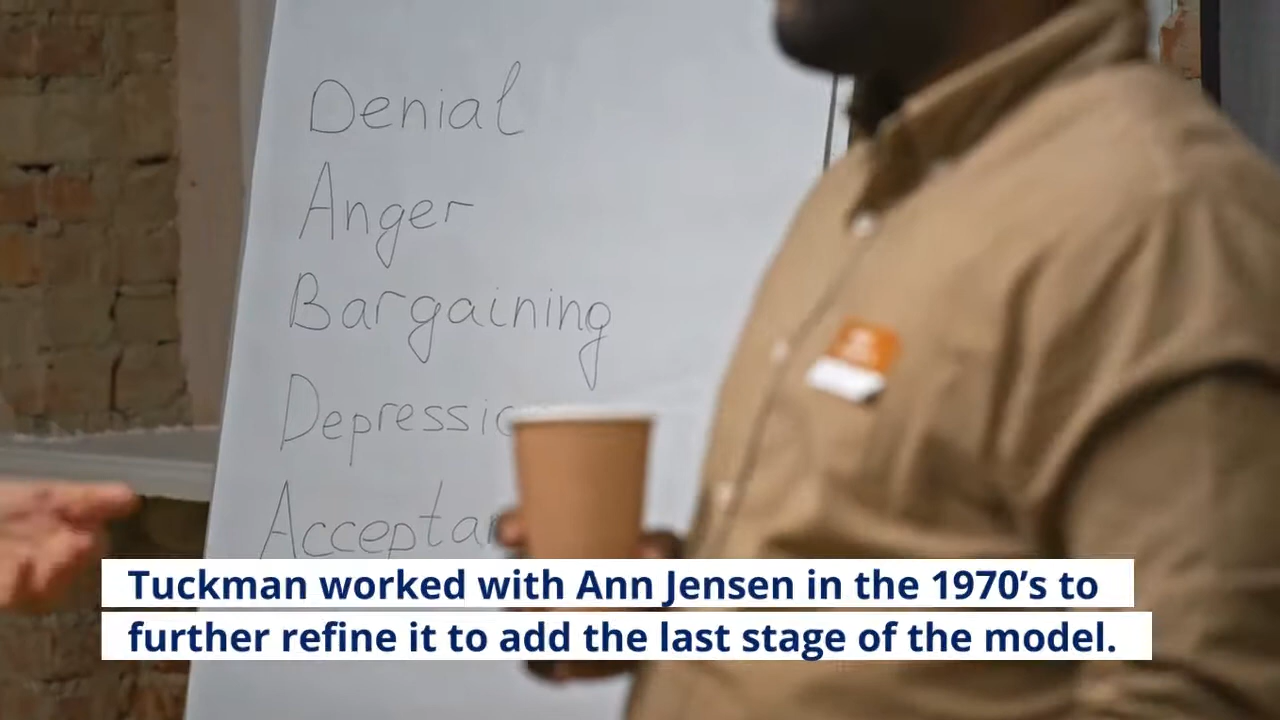 Denial
Anger
Bargaining
Tuckman worked with Ann Jensen in the 1970’s to
further refine it to add the last stage of the model.